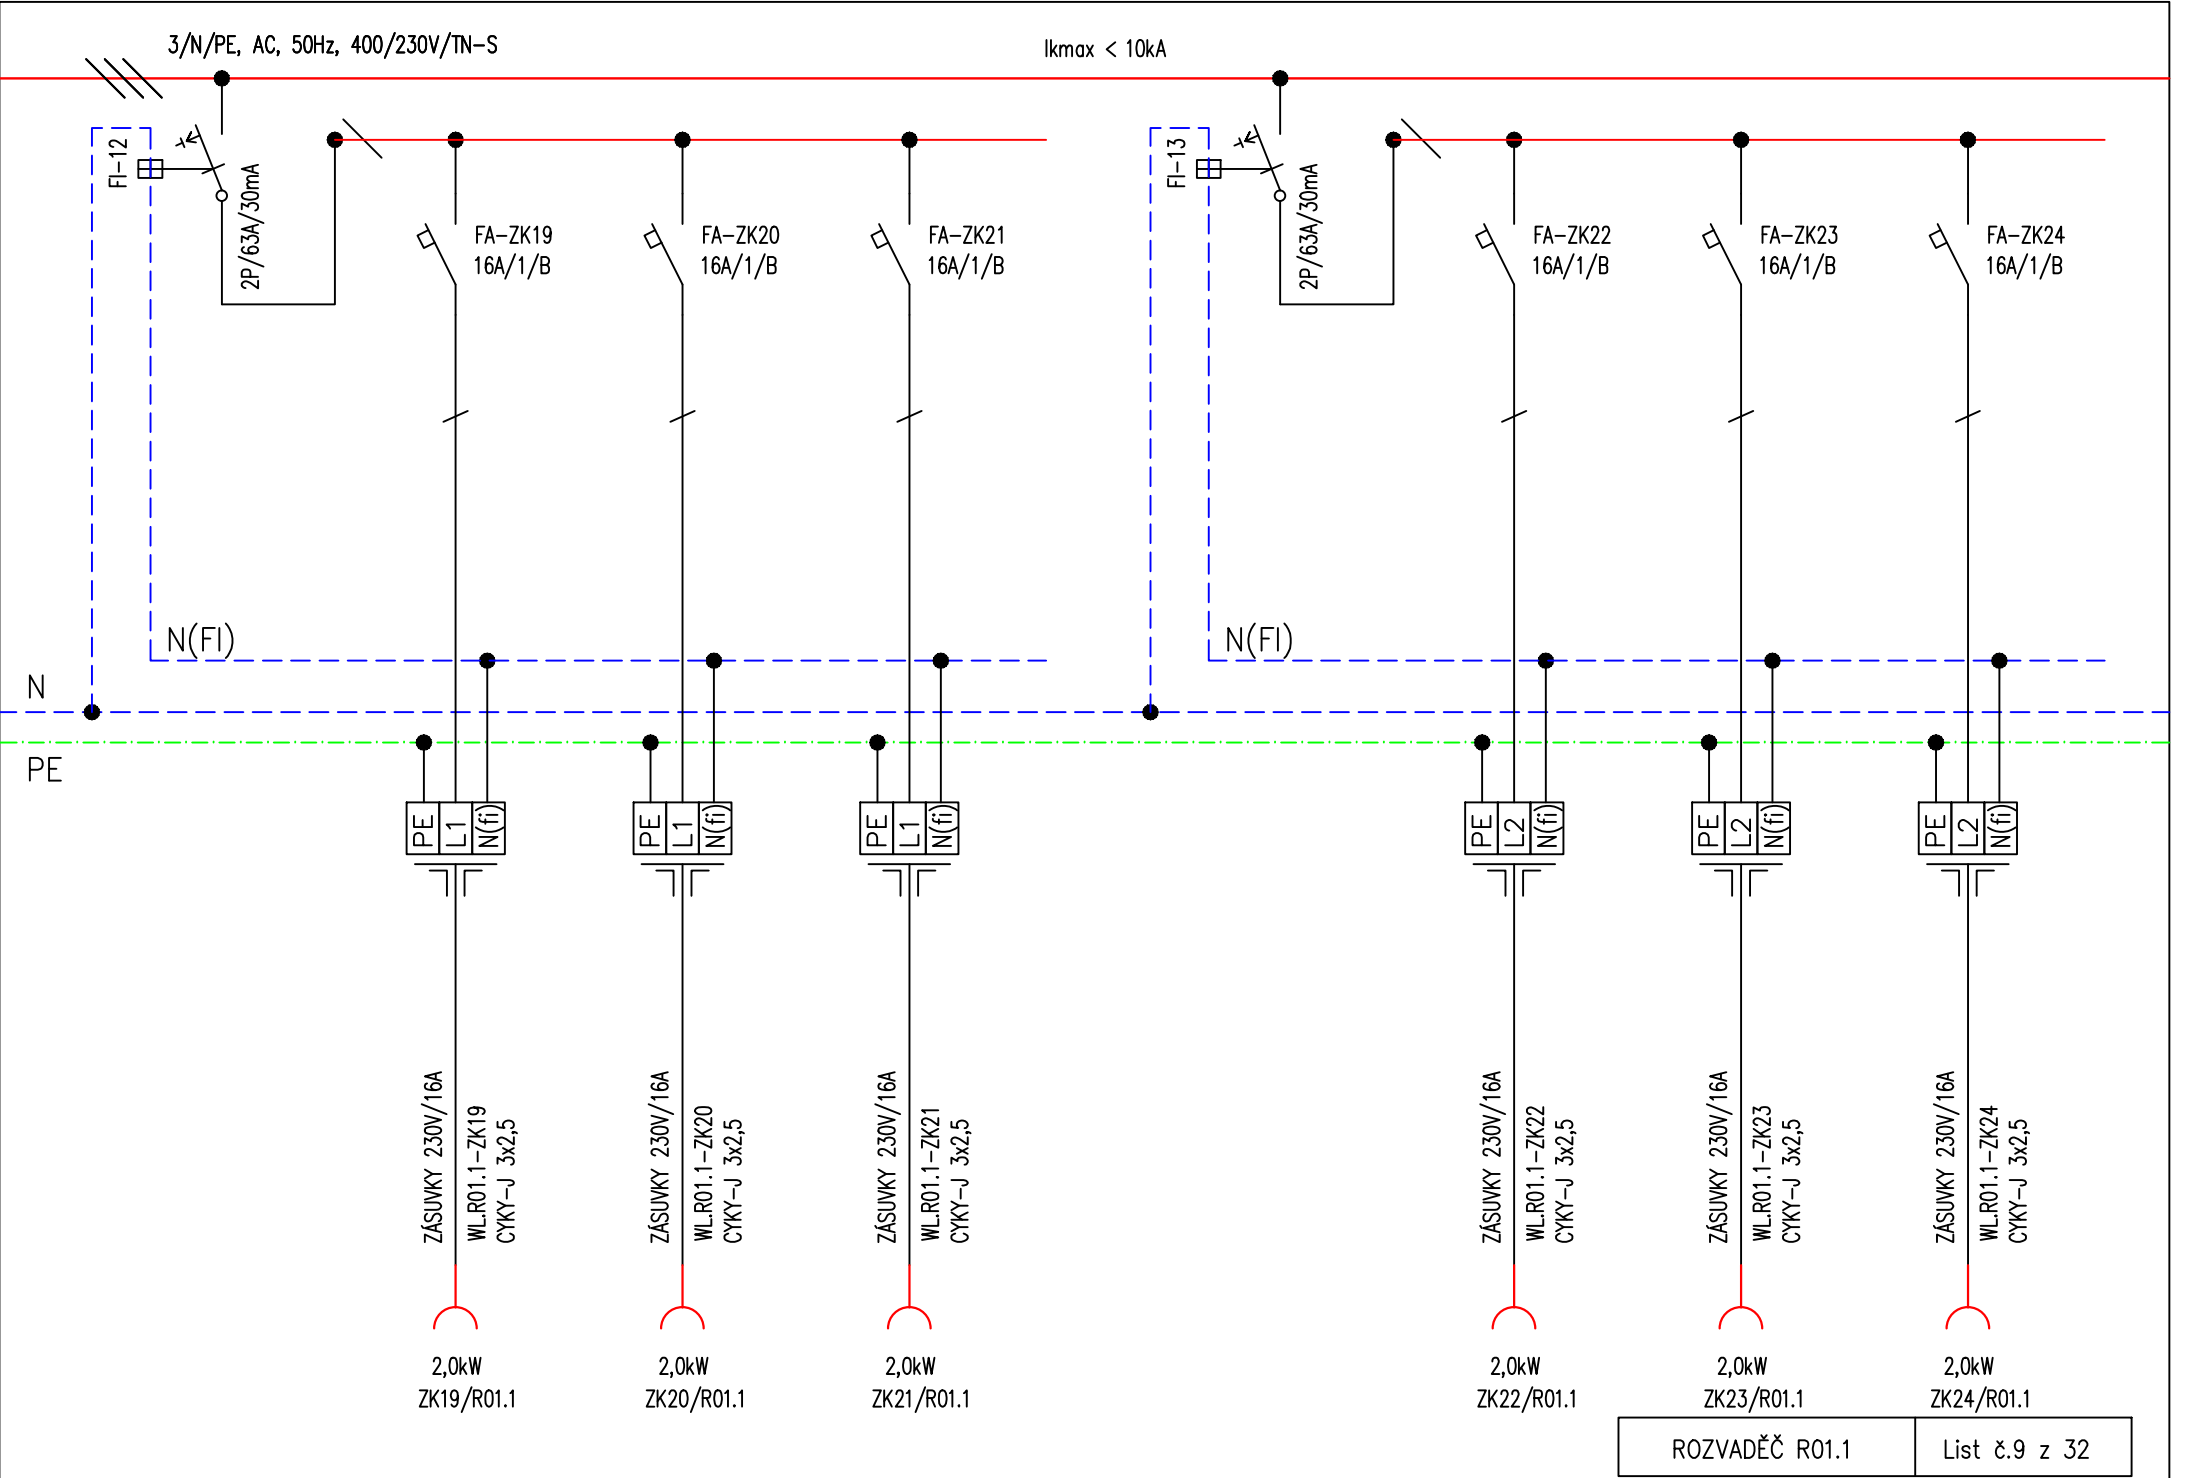 3/N/PE, AC, 50Hz, 400/230V/TN-S
Ikmax < 10kA
FI-12
2P/63A/30mA
FA-ZK19
16A/1/B
FA-ZK20
16A/1/B
FA-ZK21
16A/1/B
FI-13
2P/63A/30mA
FA-ZK22
16A/1/B
FA-ZK23
16A/1/B
FA-ZK24
16A/1/B
N(FI)
N(FI)
N
PE
PE
L1
N(fi)
PE
L1
N(fi)
PE
L1
N(fi)
PE
L2
N(fi)
PE
L2
N(fi)
PE
L2
N(fi)
ZÁSUVKY 230V/16A
WL.R01.1-ZK19
CYKY-J 3x2,5
ZÁSUVKY 230V/16A
WL.R01.1-ZK20
CYKY-J 3x2,5
ZÁSUVKY 230V/16A
WL.R01.1-ZK21
CYKY-J 3x2,5
ZÁSUVKY 230V/16A
WL.R01.1-ZK22
CYKY-J 3x2,5
ZÁSUVKY 230V/16A
WL.R01.1-ZK23
CYKY-J 3x2,5
ZÁSUVKY 230V/16A
WL.R01.1-ZK24
CYKY-J 3x2,5
2,0kW
ZK19/R01.1
2,0kW
ZK20/R01.1
2,0kW
ZK21/R01.1
2,0kW
ZK22/R01.1
2,0kW
ZK23/R01.1
2,0kW
ZK24/R01.1
ROZVADĚČ R01.1
List č.9 z 32